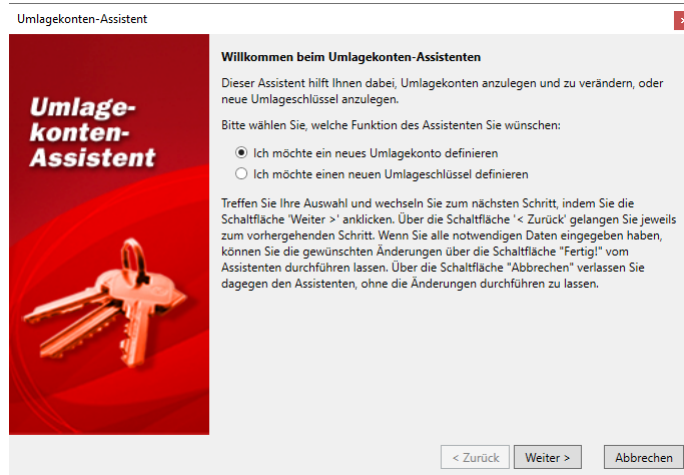 Umlagekonten-Assistent
Umlage-
konten-
Assistent
Willkommen beim Umlagekonten-Assistenten
Dieser Assistent hilft Ihnen dabei, Umlagekonten anzulegen und zu verändern, oder
neue Umlageschlüssel anzulegen.
Bitte wählen Sie, welche Funktion des Assistenten Sie wünschen:
Ich möchte ein neues Umlagekonto definieren
Ich möchte einen neuen Umlageschlüssel definieren
Treffen Sie Ihre Auswahl und wechseln Sie zum nächsten Schritt, indem Sie die
Schaltfläche 'Weiter >' anklicken. Über die Schaltfläche '< Zurück' gelangen Sie jeweils
zum vorhergehenden Schritt. Wenn Sie alle notwendigen Daten eingegeben haben,
können Sie die gewünschten Änderungen über die Schaltfläche "Fertig!" vom
Assistenten durchführen lassen. Über die Schaltfläche "Abbrechen" verlassen Sie
dagegen den Assistenten, ohne die Änderungen durchführen zu lassen.
< Zurück
Weiter >
Abbrechen